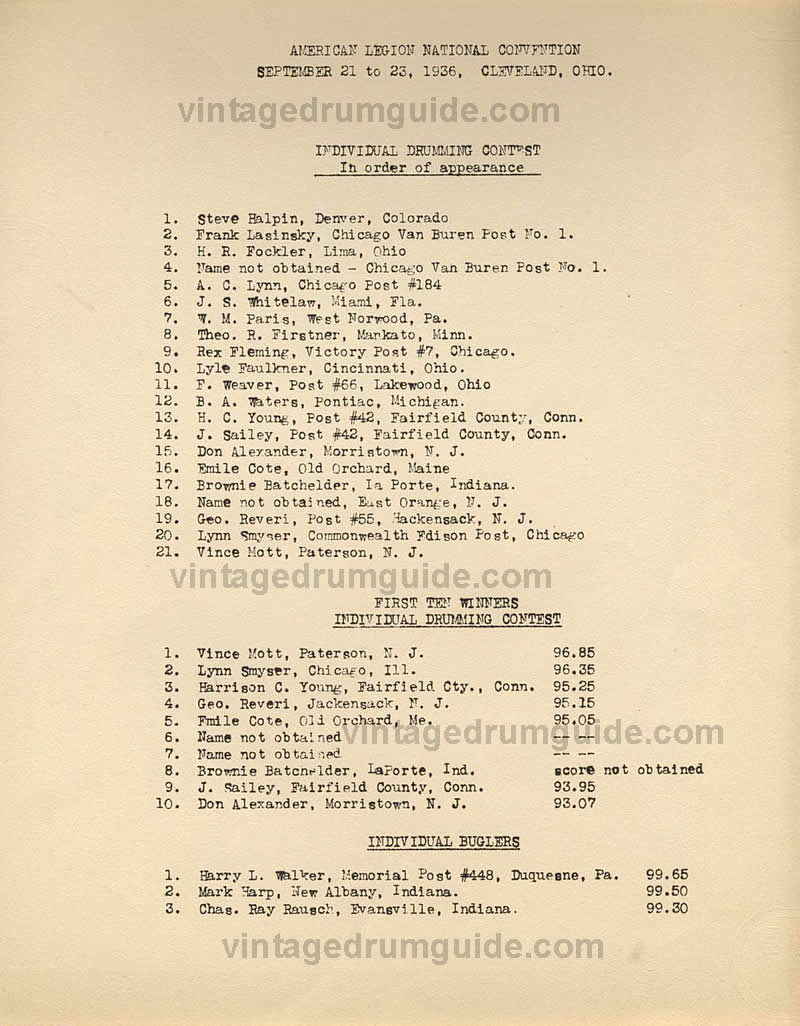 AMERICAN LEGION NATIONAL CONVENTION
SEPTEMBER 21 to 23, 1936, CLEVELAND, OHIO.
vintagedrumguide.com
INDIVIDUAL DRUMMING CONTEST
In order of appearance
1. Steve Halpin, Denver, Colorado
2. Frank Lasinsky, Chicago Van Buren Post No. 1.
3. H. R. Fockler, Lima, Ohio
4. Name not obtained - Chicago Van Buren Post No. 1.
5. A. C. Lynn, Chicago Post #184
6. J. S. Whitelaw, Miami, Fla.
7. W. M. Paris, West Norwood, Pa.
8. Theo. R. Firstner, Mankato, Minn.
9. Rex Fleming, Victory Post #7, Chicago.
10. Lyle Faulkner, Cincinnati, Ohio.
11. F. Weaver, Post #66, Lakewood, Ohio
12. B. A. Waters, Pontiac, Michigan.
13. H. C. Young, Post #42, Fairfield County, Conn.
14. J. Sailey, Post #42, Fairfield County, Conn.
15. Don Alexander, Morristown, N. J.
16. Emile Cote, Old Orchard, Maine
17. Brownie Batchelder, La Porte, Indiana.
18. Name not obtained, East Orange, N. J.
19. Geo. Reveri, Post #55, Hackensack, N. J.
20. Lynn Smyser, Commonwealth Edison Post, Chicago
21. Vince Mott, Paterson, N. J.
vintagedrumguide.com
FIRST TEN WINNERS
INDIVIDUAL DRUMMING CONTEST
1. Vince Mott, Paterson, N. J. 96.85
2. Lynn Smyser, Chicago, Ill. 96.35
3. Harrison C. Young, Fairfield Cty., Conn. 95.25
4. Geo. Reveri, Jackensack, N. J. 95.15
5. Emile Cote, Old Orchard, Me. 95.05
6. Name not obtained -- --
vintagedrumguide.com
7. Name not obtained -- --
8. Brownie Batchelder, LaPorte, Ind. score not obtained
9. J. Sailey, Fairfield County, Conn. 93.95
10. Don Alexander, Morristown, N. J. 93.07
INDIVIDUAL BUGLERS
1. Harry L. Walker, Memorial Post #448, Duquesne, Pa. 99.65
2. Mark Harp, New Albany, Indiana. 99.50
3. Chas. Ray Rausch, Evansville, Indiana. 99.30
vintagedrumguide.com